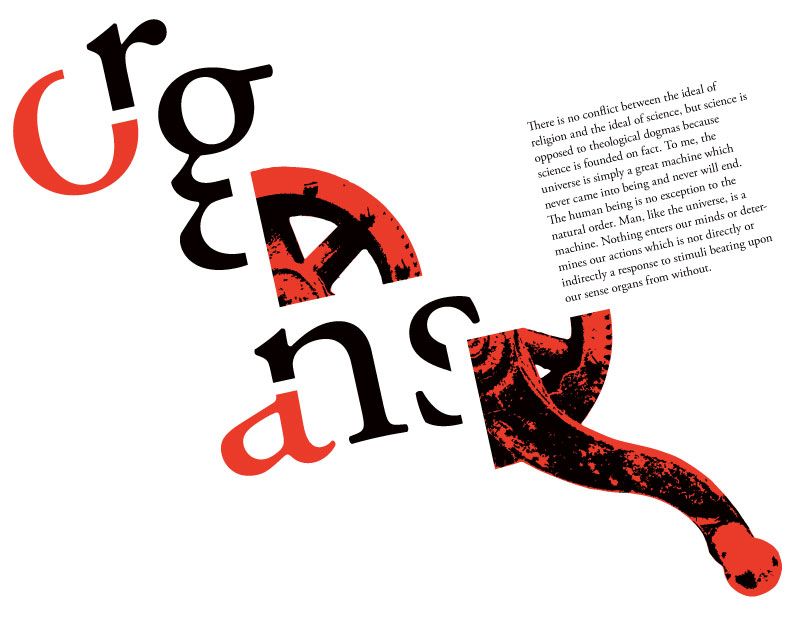 organs
There is no conflict between the ideal of
religion and the ideal of science, but science is
opposed to theological dogmas because
science is founded on fact. To me, the
universe is simply a great machine which
never came into being and never will end.
The human being is no exception to the
natural order. Man, like the universe, is a
machine. Nothing enters our minds or deter-
mines our actions which is not directly or
indirectly a response to stimuli beating upon
our sense organs from without.